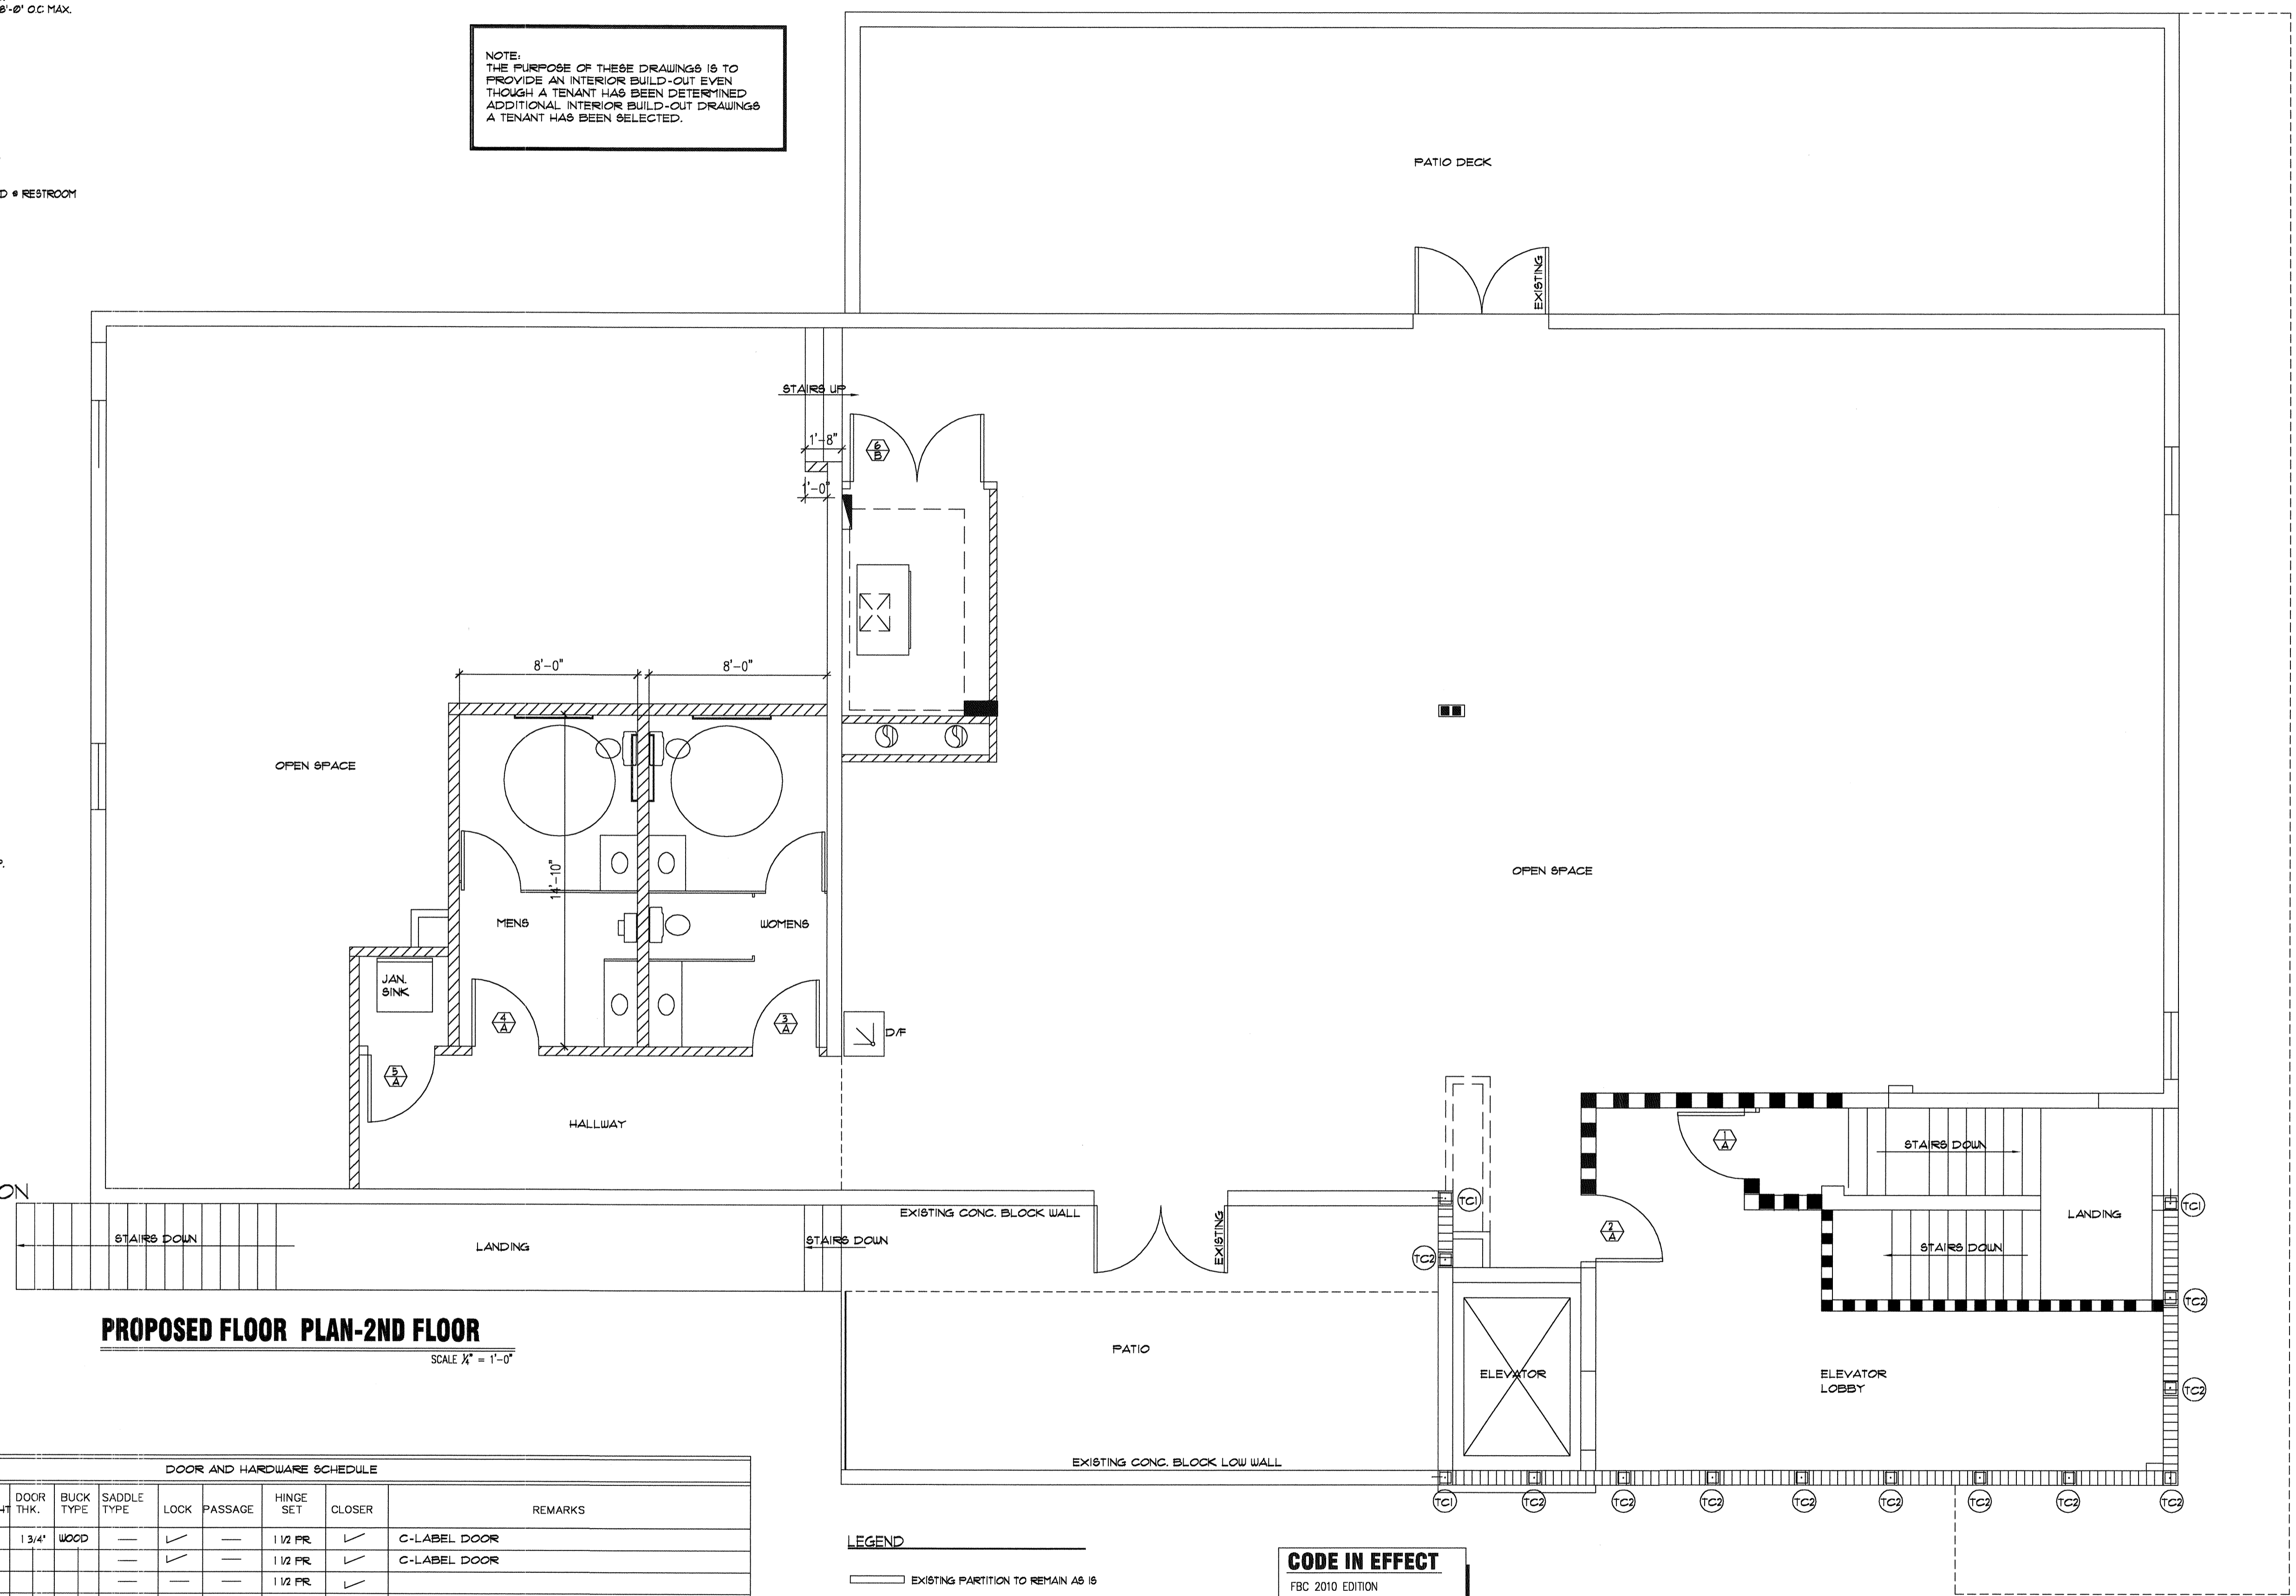 8'-0" O.C. MAX.
NOTE:
THE PURPOSE OF THESE DRAWINGS IS TO
PROVIDE AN INTERIOR BUILD-OUT EVEN
THOUGH A TENANT HAS BEEN DETERMINED
ADDITIONAL INTERIOR BUILD-OUT DRAWINGS
A TENANT HAS BEEN SELECTED.
PATIO DECK
RESTROOM
EXISTING
STAIRS UP
1'-8"
6
B
1'-0"
8'-0"
8'-0"
OPEN SPACE
OPEN SPACE
14'-10"
MENS
WOMENS
JAN.
SINK
4
A
3
A
D/F
5
A
HALLWAY
1
A
STAIRS DOWN
ON
TC1
TC1
EXISTING CONC. BLOCK WALL
EXISTING
LANDING
2
A
STAIRS DOWN
LANDING
STAIRS DOWN
STAIRS DOWN
TC2
TC2
PROPOSED FLOOR PLAN-2ND FLOOR
SCALE ¼" = 1'-0"
PATIO
ELEVATOR
ELEVATOR
LOBBY
TC2
EXISTING CONC. BLOCK LOW WALL
TC1 TC2 TC2 TC2 TC2 TC2 TC2 TC2 TC2
DOOR AND HARDWARE SCHEDULE
DOOR THK. BUCK TYPE SADDLE TYPE LOCK PASSAGE HINGE SET CLOSER REMARKS
1 3/4" WOOD — ✓ — 1 1/2 PR. ✓ C-LABEL DOOR
— ✓ — 1 1/2 PR. ✓ C-LABEL DOOR
— — — 1 1/2 PR. ✓
LEGEND
EXISTING PARTITION TO REMAIN AS IS
CODE IN EFFECT
FBC 2010 EDITION